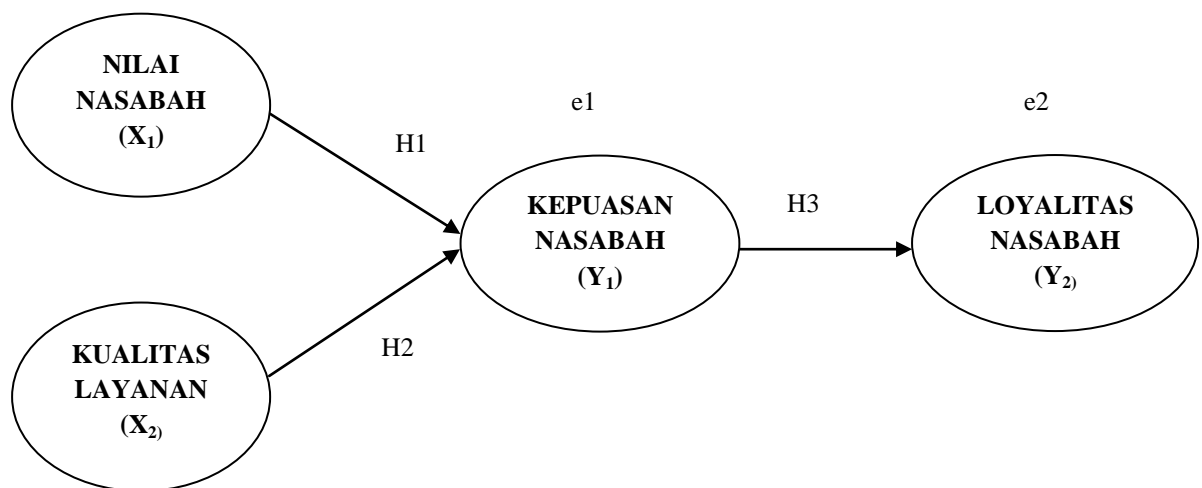 NILAI
NASABAH
(X₁)
e1
e2
H1
KEPUASAN
NASABAH
(Y₁)
H3
LOYALITAS
NASABAH
(Y₂)
H2
KUALITAS
LAYANAN
(X₂)